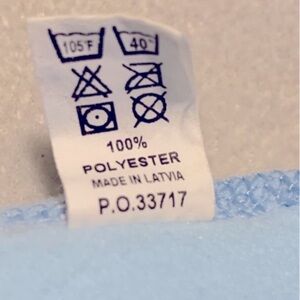 105°F 40°
100%
POLYESTER
MADE IN LATVIA
P.O.33717